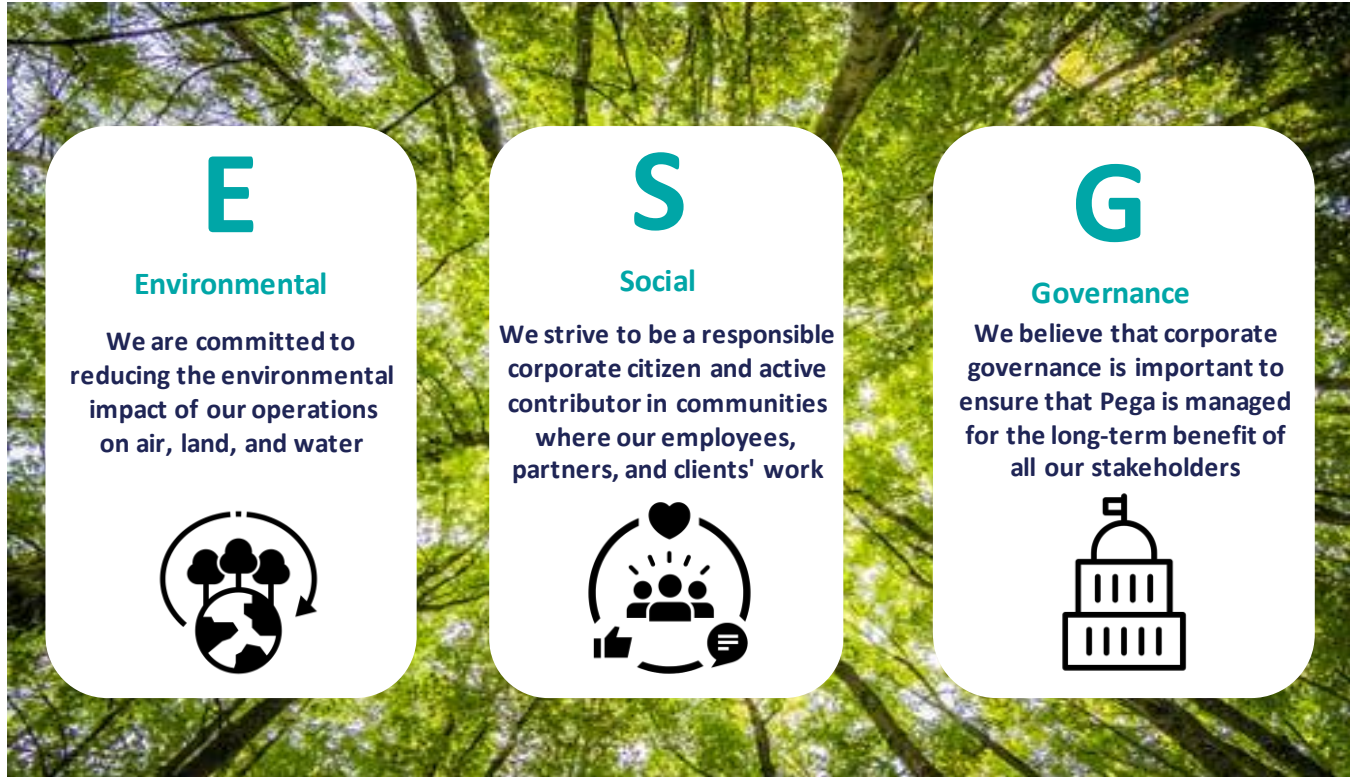 E
Environmental
We are committed to
reducing the environmental
impact of our operations
on air, land, and water
S
Social
We strive to be a responsible
corporate citizen and active
contributor in communities
where our employees,
partners, and clients' work
G
Governance
We believe that corporate
governance is important to
ensure that Pega is managed
for the long-term benefit of
all our stakeholders